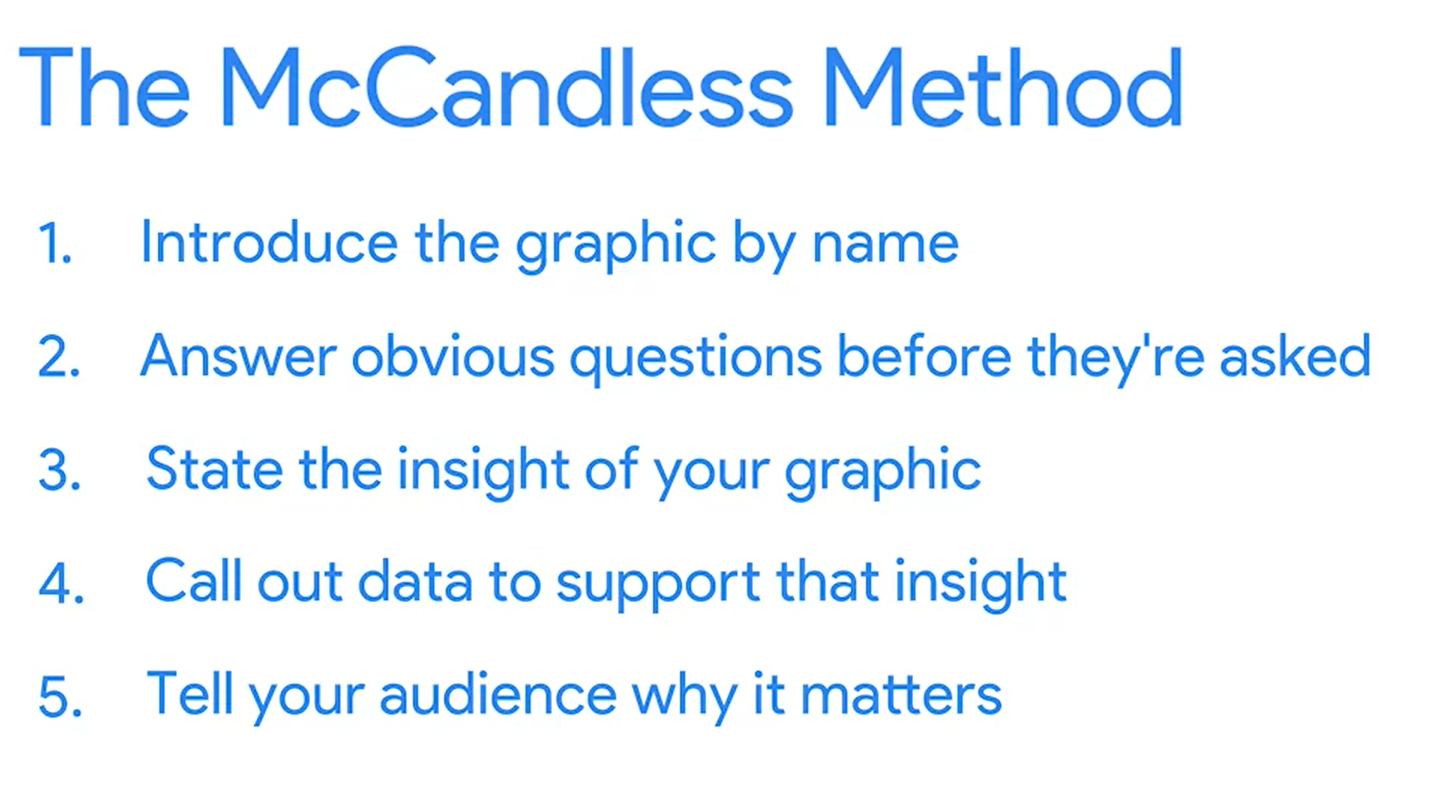 The McCandless Method
1. Introduce the graphic by name
2. Answer obvious questions before they're asked
3. State the insight of your graphic
4. Call out data to support that insight
5. Tell your audience why it matters